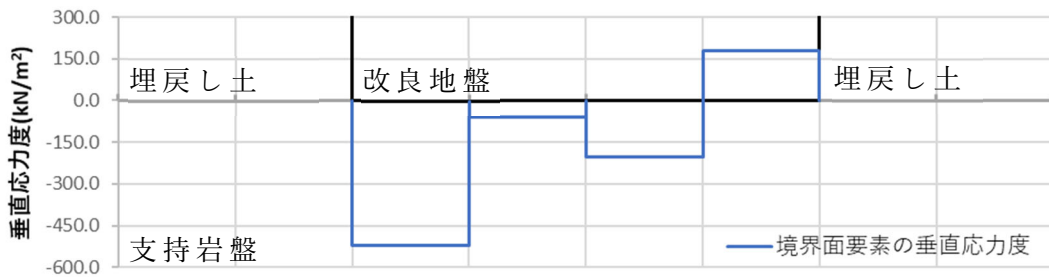 300.0
150.0
0.0
-150.0
-300.0
-450.0
-600.0
垂直応力度(kN/m²)
埋戻し土
改良地盤
埋戻し土
支持岩盤
境界面要素の垂直応力度